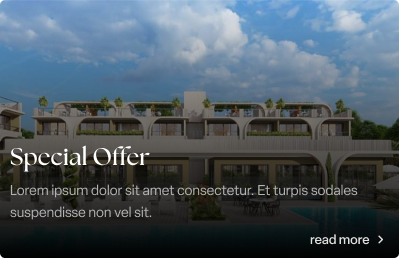 Special Offer
Lorem ipsum dolor sit amet consectetur. Et turpis sodales
suspendisse non vel sit.
read more